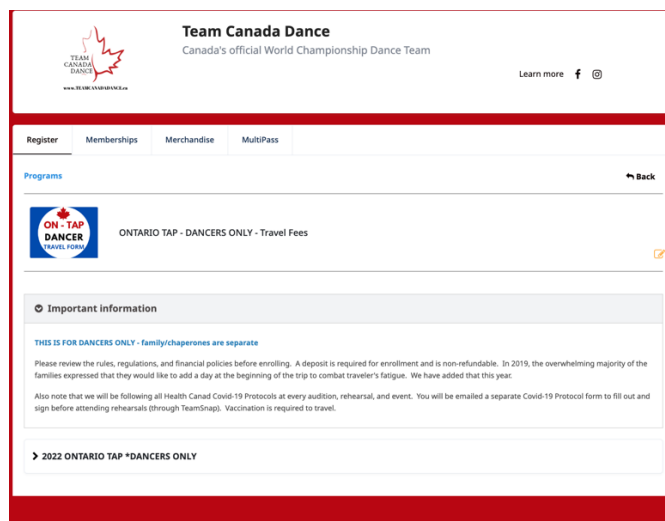 Team Canada Dance
Canada's official World Championship Dance Team
TEAM
CANADA
DANCE
www.TEAMCANADADANCE.ca
Learn more
Register Memberships Merchandise MultiPass
Programs Back
ON - TAP
DANCER
TRAVEL FORM
ONTARIO TAP - DANCERS ONLY - Travel Fees
Important information
THIS IS FOR DANCERS ONLY - family/chaperones are separate
Please review the rules, regulations, and financial policies before enrolling. A deposit is required for enrollment and is non-refundable. In 2019, the overwhelming majority of the
families expressed that they would like to add a day at the beginning of the trip to combat traveler's fatigue. We have added that this year.
Also note that we will be following all Health Canad Covid-19 Protocols at every audition, rehearsal, and event. You will be emailed a separate Covid-19 Protocol form to fill out and
sign before attending rehearsals (through TeamSnap). Vaccination is required to travel.
2022 ONTARIO TAP *DANCERS ONLY